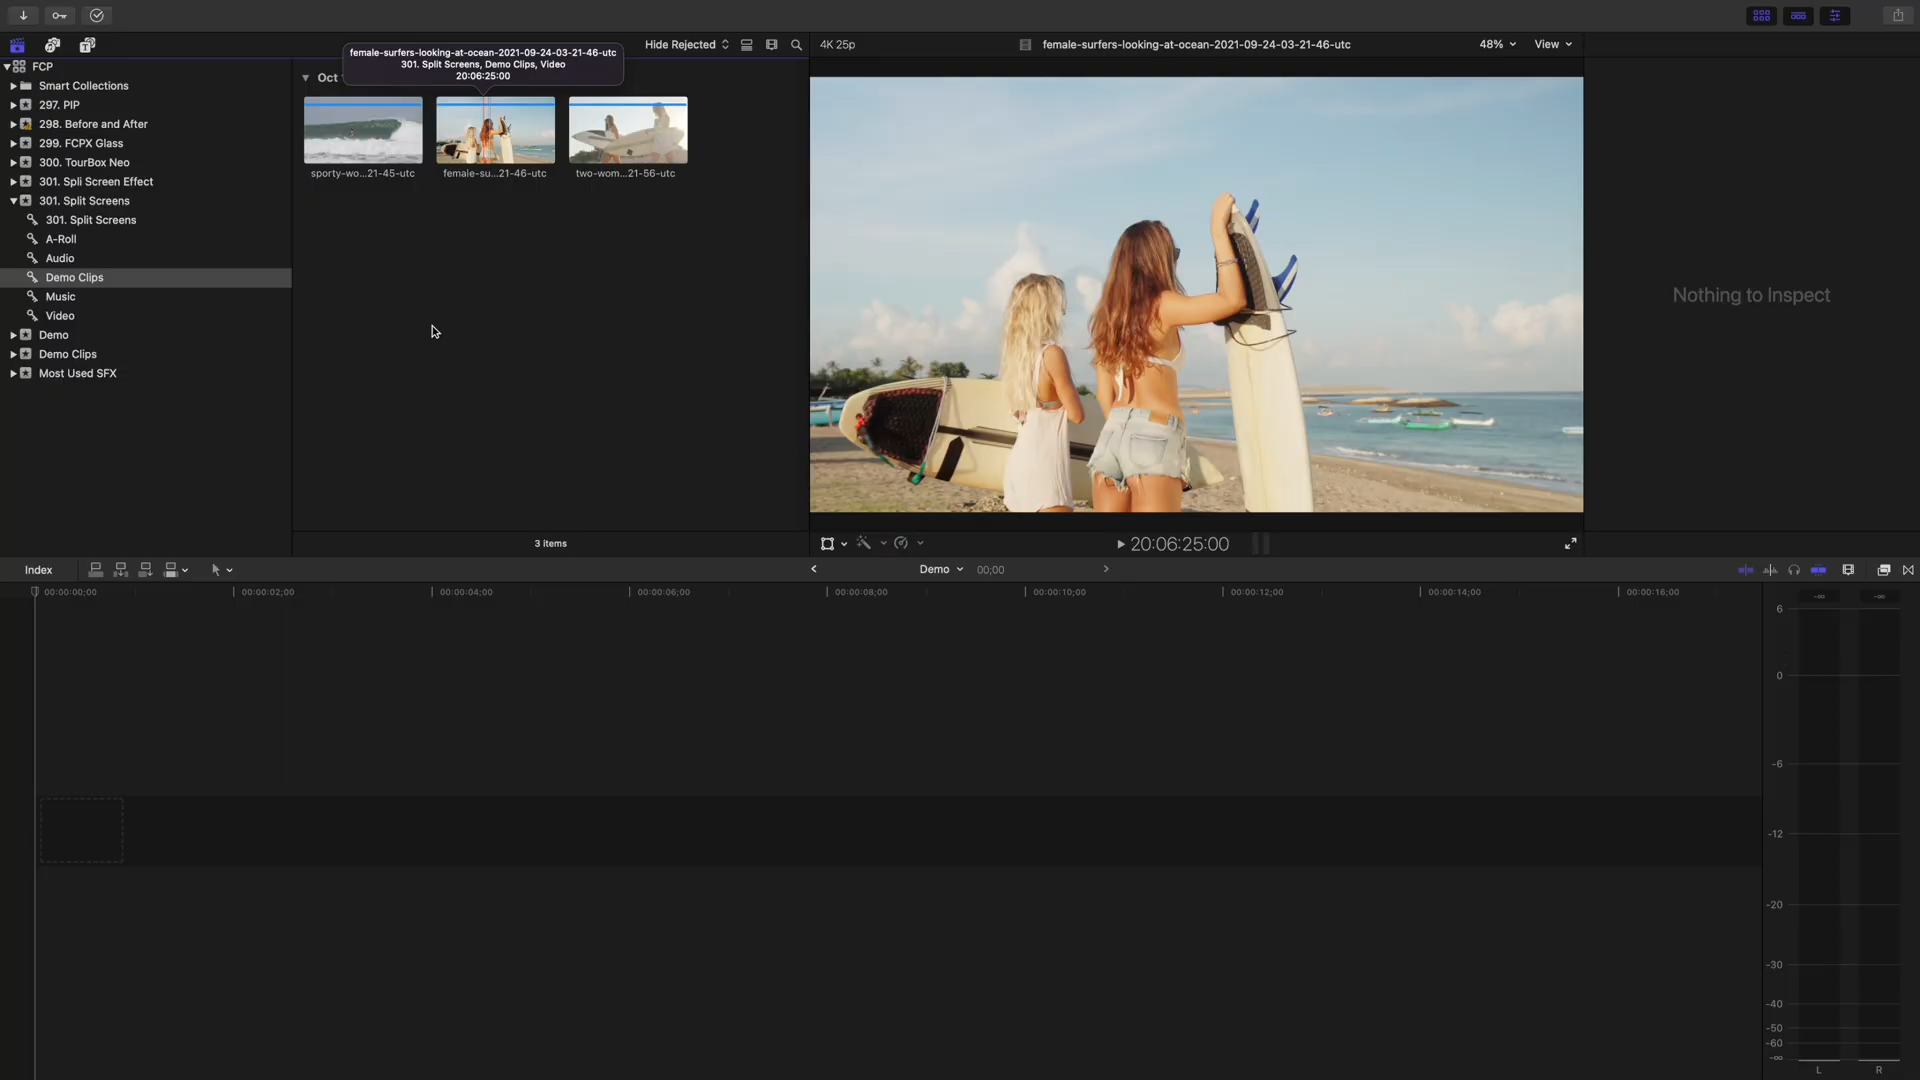 Hide Rejected
4K 25p
female-surfers-looking-at-ocean-2021-09-24-03-21-46-utc
48%
View
female-surfers-looking-at-ocean-2021-09-24-03-21-46-utc
301. Split Screens, Demo Clips, Video
20:06:25:00
FCP
Smart Collections
297. PIP
298. Before and After
299. FCPX Glass
300. TourBox Neo
301. Spli Screen Effect
301. Split Screens
301. Split Screens
A-Roll
Audio
Demo Clips
Music
Video
Demo
Demo Clips
Most Used SFX
Oct
sporty-wo...21-45-utc
female-su...21-46-utc
two-wom...21-56-utc
3 items
Nothing to Inspect
20:06:25:00
Index
Demo
00;00
00:00:00;00
00:00:02;00
00:00:04;00
00:00:06;00
00:00:08;00
00:00:10;00
00:00:12;00
00:00:14;00
00:00:16;00
-∞ -∞
6
0
-6
-12
-20
-30
-40
-50
-60
-∞
L R